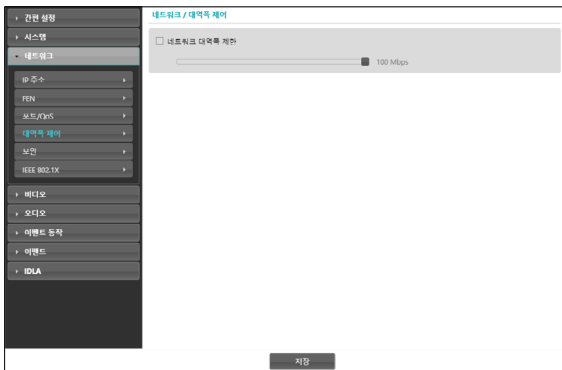 간편 설정
시스템
네트워크
IP 주소
FEN
포트/QoS
대역폭 제어
보안
IEEE 802.1X
비디오
오디오
이벤트 동작
이벤트
IDLA
네트워크 / 대역폭 제어
네트워크 대역폭 제한
100 Mbps
저장